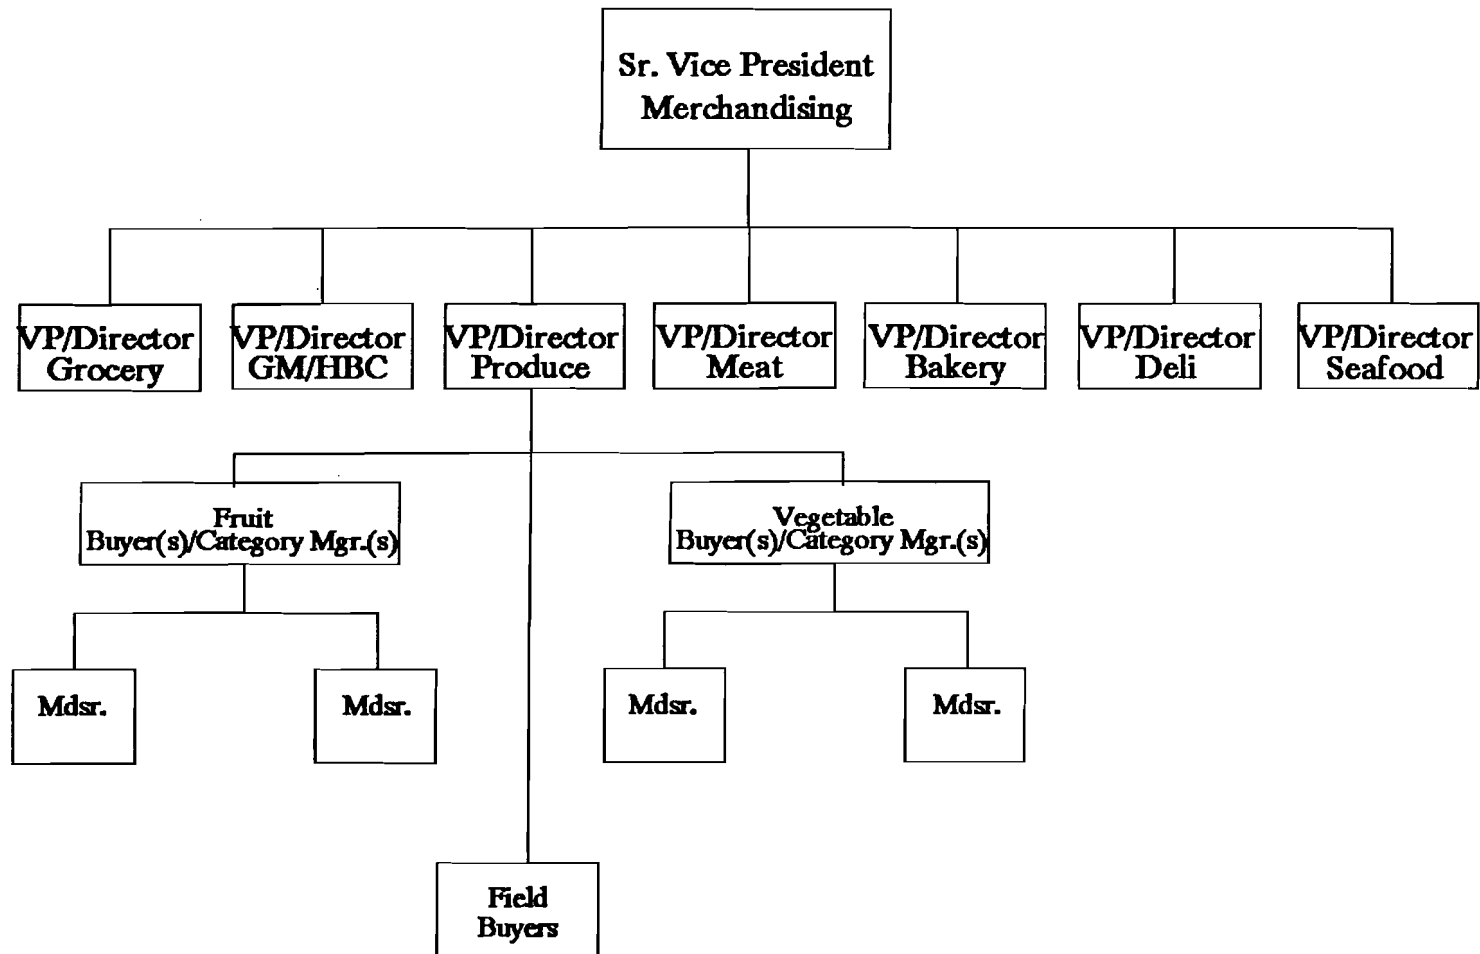 Sr. Vice President
Merchandising
VP/Director
Grocery
VP/Director
GM/HBC
VP/Director
Produce
VP/Director
Meat
VP/Director
Bakery
VP/Director
Deli
VP/Director
Seafood
Fruit
Buyer(s)/Category Mgr.(s)
Vegetable
Buyer(s)/Category Mgr.(s)
Mdsr.
Mdsr.
Mdsr.
Mdsr.
Field
Buyers